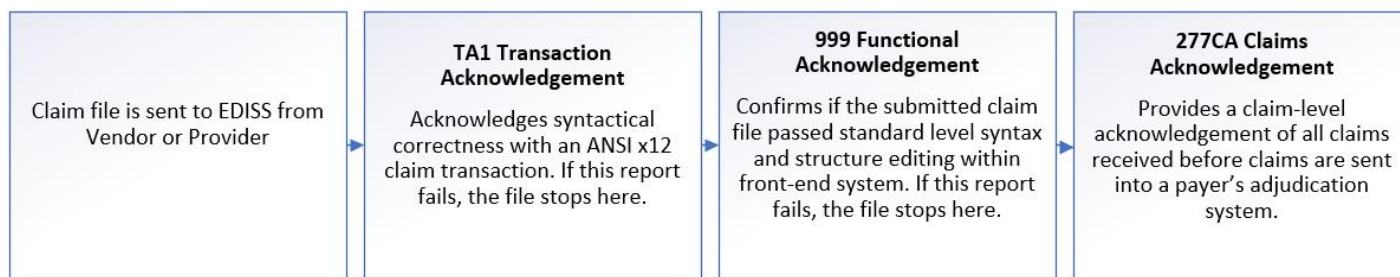 Claim file is sent to EDISS from
Vendor or Provider
TA1 Transaction
Acknowledgement
Acknowledges syntactical
correctness with an ANSI x12
claim transaction. If this report
fails, the file stops here.
999 Functional
Acknowledgement
Confirms if the submitted claim
file passed standard level syntax
and structure editing within
front-end system. If this report
fails, the file stops here.
277CA Claims
Acknowledgement
Provides a claim-level
acknowledgement of all claims
received before claims are sent
into a payer's adjudication
system.